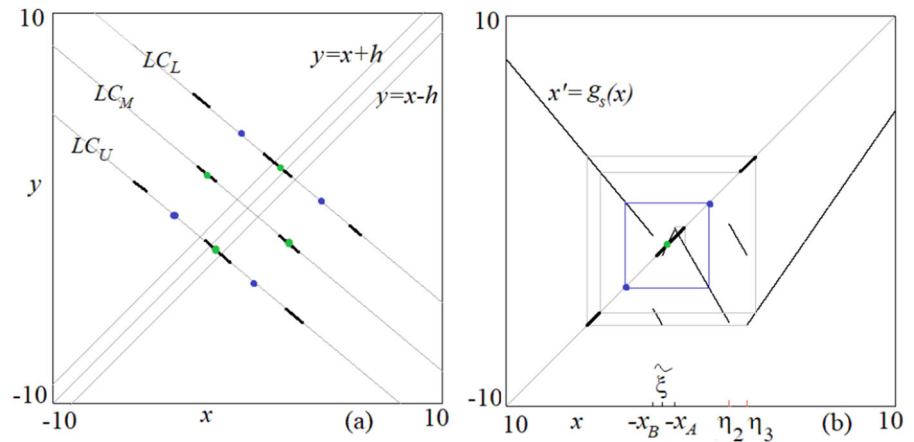 10
LC_L
y=x+h
LC_M
y=x-h
LC_U
y
-10
-10
x
(a)
10
10
x'=g_s(x)
-10
10
x
ξ̃
-x_B
-x_A
η_2
η_3
(b)
10